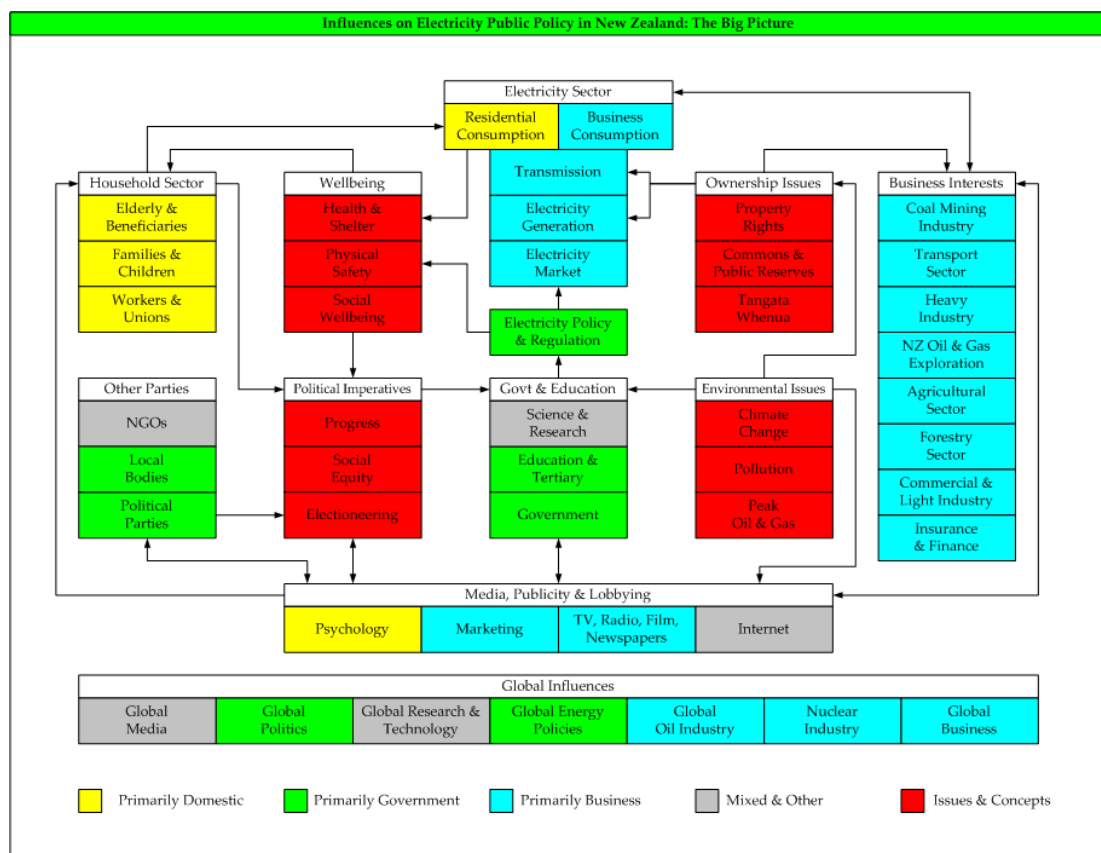 Influences on Electricity Public Policy in New Zealand: The Big Picture
Electricity Sector
Residential
Consumption
Business
Consumption
Transmission
Electricity
Generation
Electricity
Market
Electricity Policy
& Regulation
Household Sector
Elderly &
Beneficiaries
Families &
Children
Workers &
Unions
Wellbeing
Health &
Shelter
Physical
Safety
Social
Wellbeing
Ownership Issues
Property
Rights
Commons
& Public Reserves
Tangata
Whenua
Business Interests
Coal Mining
Industry
Transport
Sector
Heavy
Industry
NZ Oil & Gas
Exploration
Agricultural
Sector
Forestry
Sector
Commercial &
Light Industry
Insurance
& Finance
Other Parties
NGOs
Local
Bodies
Political
Parties
Political Imperatives
Progress
Social
Equity
Electioneering
Govt & Education
Science &
Research
Education &
Tertiary
Government
Environmental Issues
Climate
Change
Pollution
Peak
Oil & Gas
Media, Publicity & Lobbying
Psychology
Marketing
TV, Radio, Film,
Newspapers
Internet
Global Influences
Global
Media
Global
Politics
Global Research &
Technology
Global Energy
Policies
Global
Oil Industry
Nuclear
Industry
Global
Business
Primarily Domestic
Primarily Government
Primarily Business
Mixed & Other
Issues & Concepts